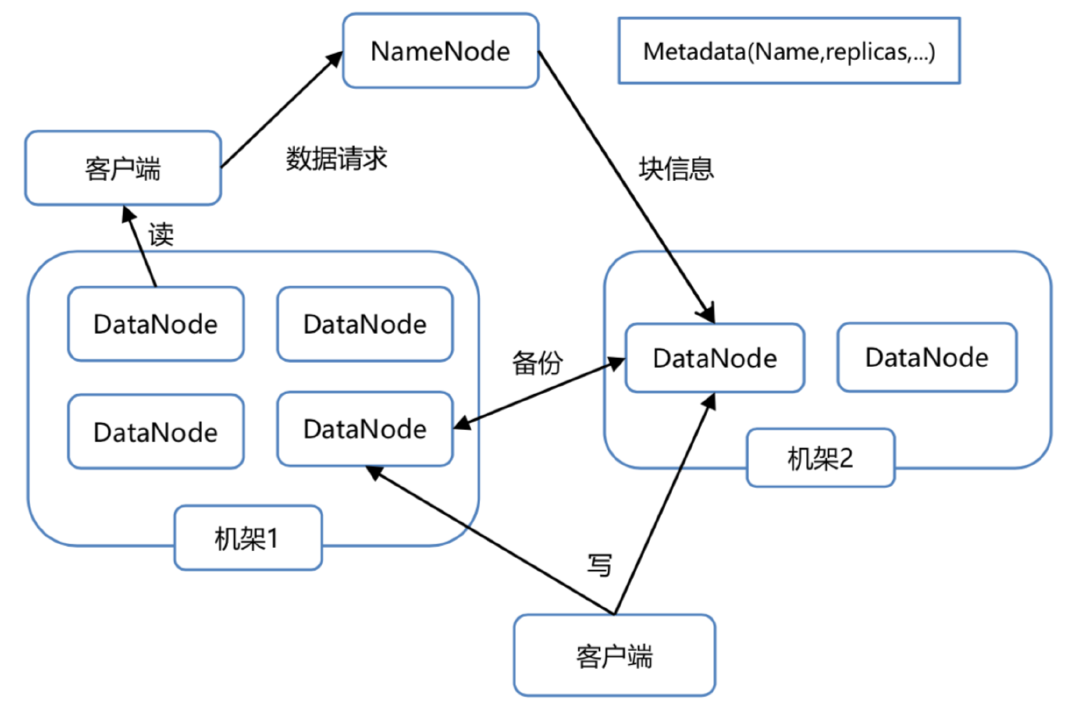 NameNode
Metadata(Name,replicas,...)
客户端
数据请求
块信息
读
DataNode
DataNode
备份
DataNode
DataNode
DataNode
DataNode
机架2
机架1
写
客户端